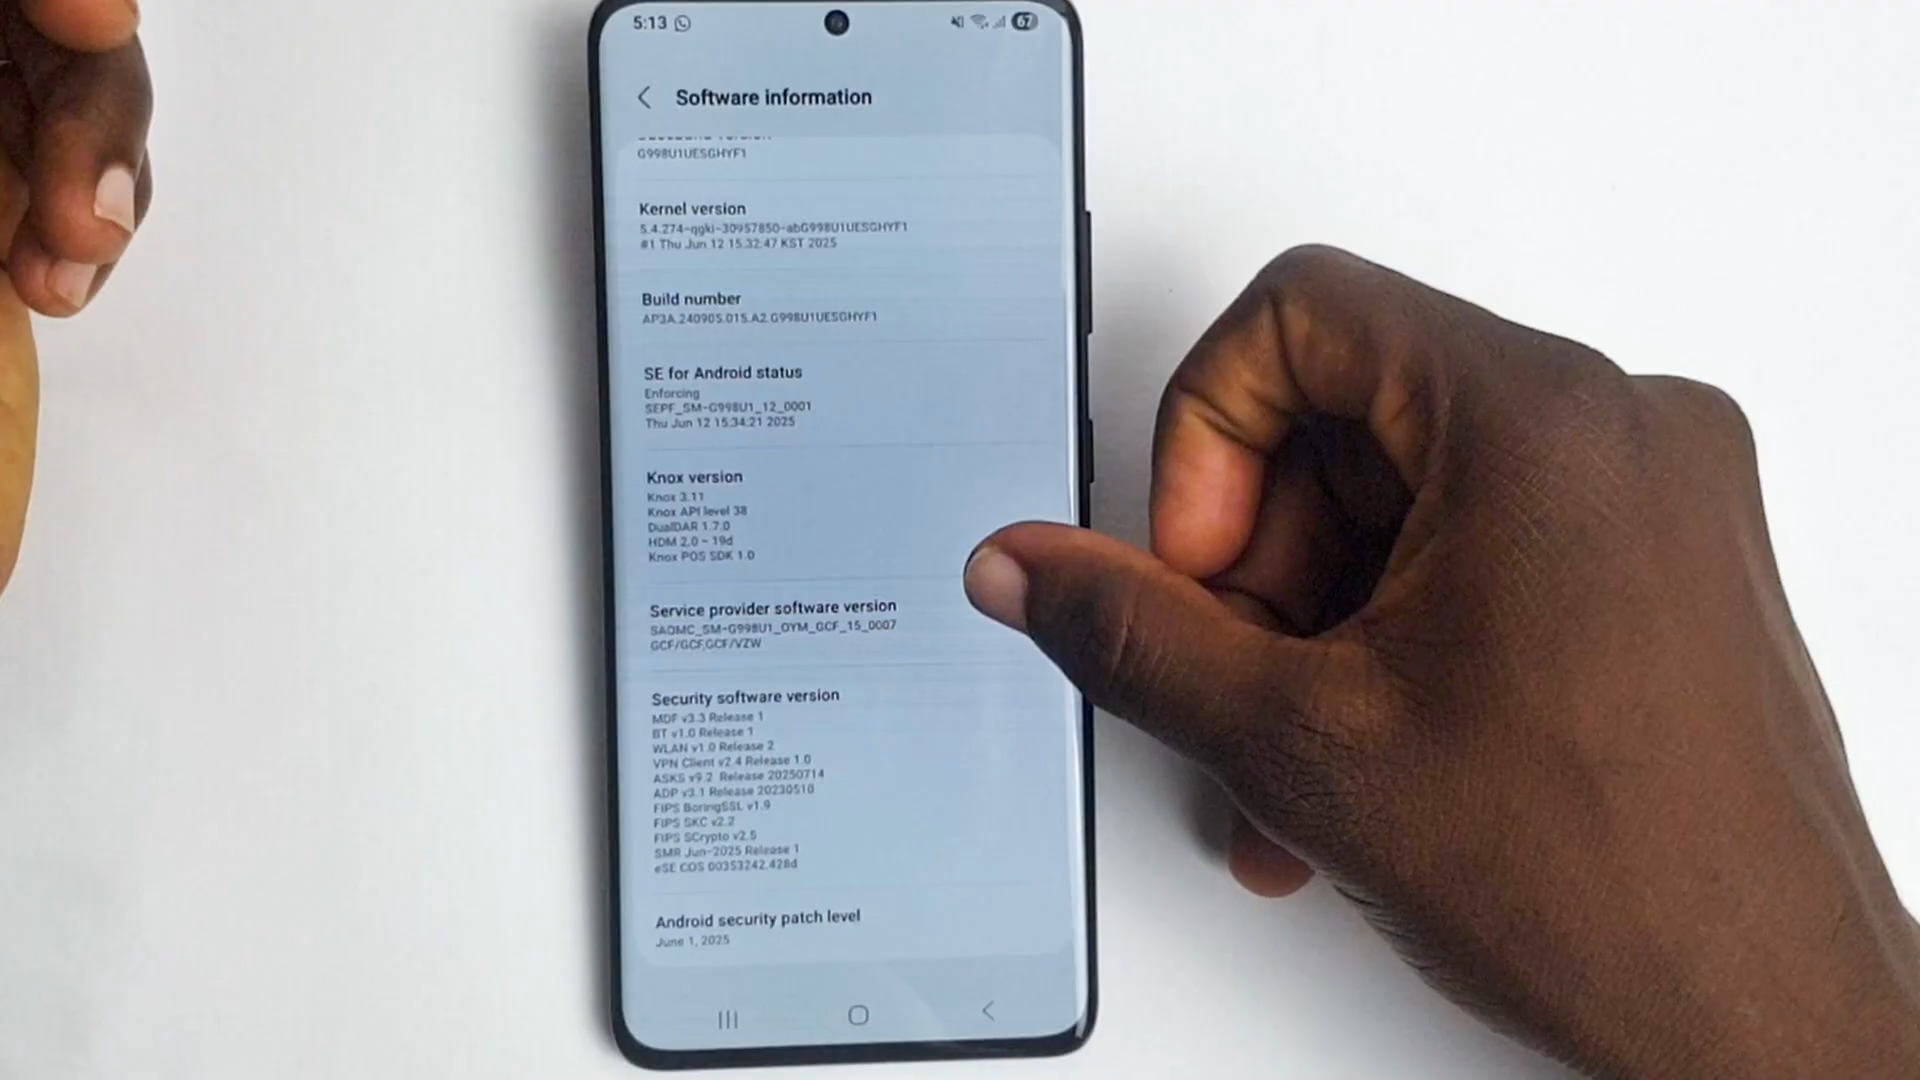 5:13
67
Software information
G998U1UESGHYF1
Kernel version
5.4.274-qgki-30957850-abG998U1UESGHYF1
#1 Thu Jun 12 15:32:47 KST 2025
Build number
AP3A.240905.015.A2.G998U1UESGHYF1
SE for Android status
Enforcing
SEPF_SM-G998U1_12_0001
Thu Jun 12 15:34:21 2025
Knox version
Knox 3.11
Knox API level 38
DualDAR 1.7.0
HDM 2.0 - 19d
Knox POS SDK 1.0
Service provider software version
SAOMC_SM-G998U1_OYM_GCF_15_0007
GCF/GCF,GCF/VZW
Security software version
MDF v3.3 Release 1
BT v1.0 Release 1
WLAN v1.0 Release 2
VPN Client v2.4 Release 1.0
ASKS v9.2 Release 20250714
ADP v3.1 Release 20230510
FIPS BoringSSL v1.9
FIPS SKC v2.2
FIPS SCrypto v2.5
SMR Jun-2025 Release 1
eSE COS 00353242.428d
Android security patch level
June 1, 2025